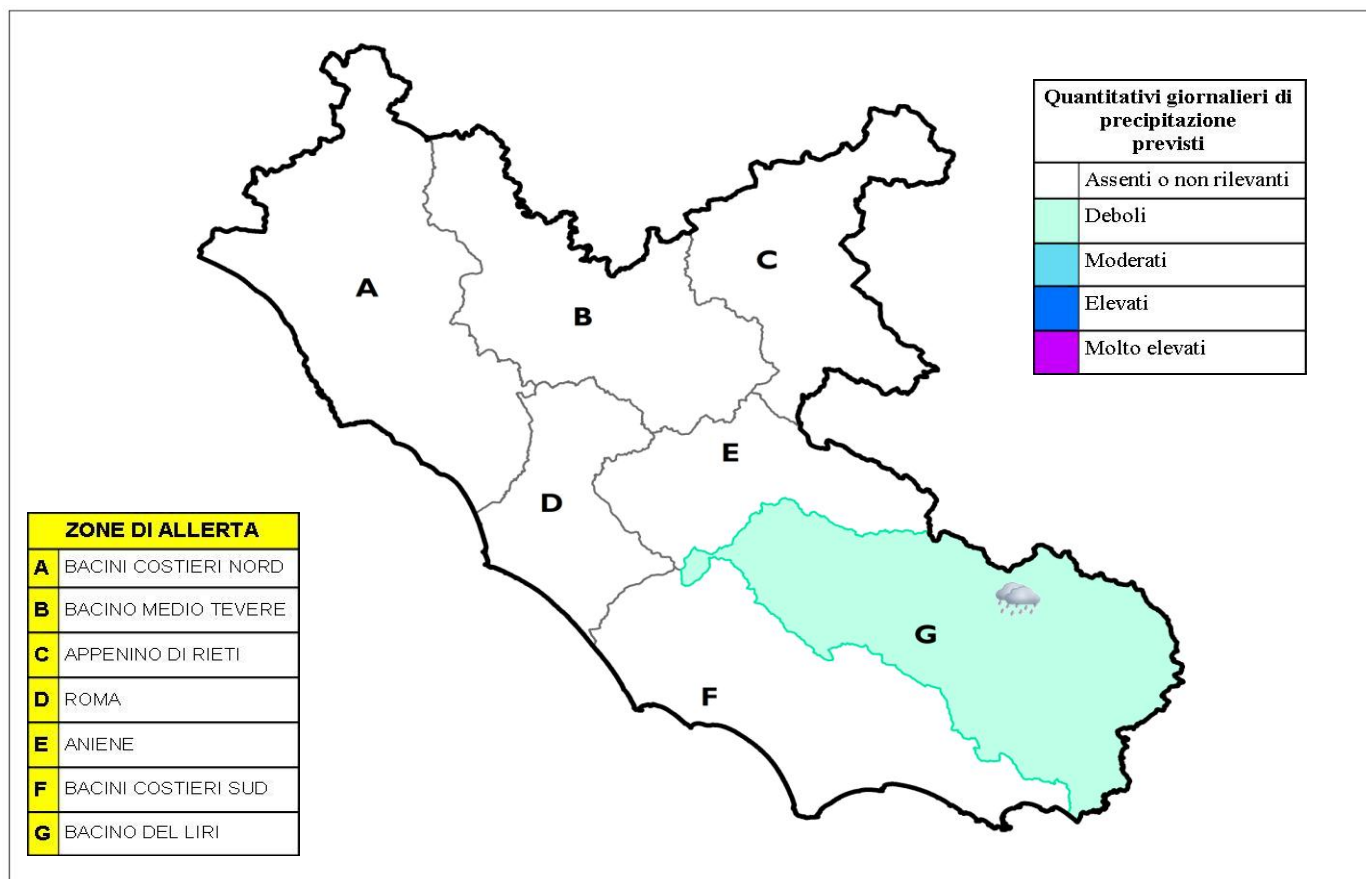 Quantitativi giornalieri di
precipitazione
previsti
Assenti o non rilevanti
Deboli
Moderati
Elevati
Molto elevati
A
B
C
D
E
F
G
ZONE DI ALLERTA
A BACINI COSTIERI NORD
B BACINO MEDIO TEVERE
C APPENINO DI RIETI
D ROMA
E ANIENE
F BACINI COSTIERI SUD
G BACINO DEL LIRI